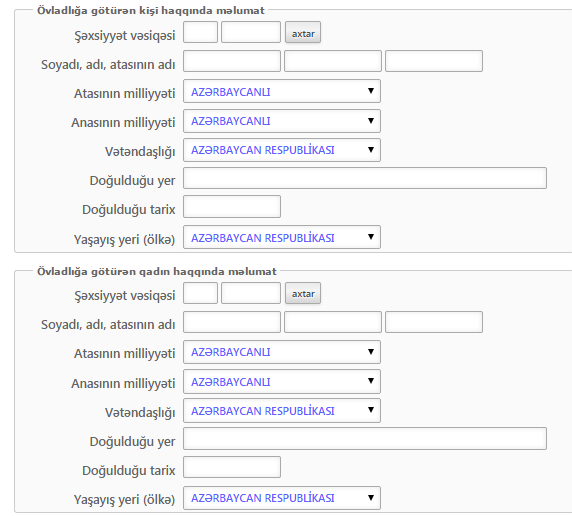 Övladlığa götürən kişi haqqında məlumat
Şəxsiyyət vəsiqəsi axtar
Soyadı, adı, atasının adı
Atasının milliyyəti AZƏRBAYCANLI
Anasının milliyyəti AZƏRBAYCANLI
Vətəndaşlığı AZƏRBAYCAN RESPUBLİKASI
Doğulduğu yer
Doğulduğu tarix
Yaşayış yeri (ölkə) AZƏRBAYCAN RESPUBLİKASI
Övladlığa götürən qadın haqqında məlumat
Şəxsiyyət vəsiqəsi axtar
Soyadı, adı, atasının adı
Atasının milliyyəti AZƏRBAYCANLI
Anasının milliyyəti AZƏRBAYCANLI
Vətəndaşlığı AZƏRBAYCAN RESPUBLİKASI
Doğulduğu yer
Doğulduğu tarix
Yaşayış yeri (ölkə) AZƏRBAYCAN RESPUBLİKASI